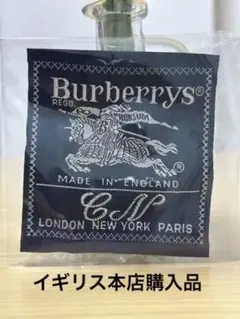 Burberrys®
REGD.
PRORSUM
®
MADE IN ENGLAND
CN
LONDON NEW YORK PARIS
イギリス本店購入品